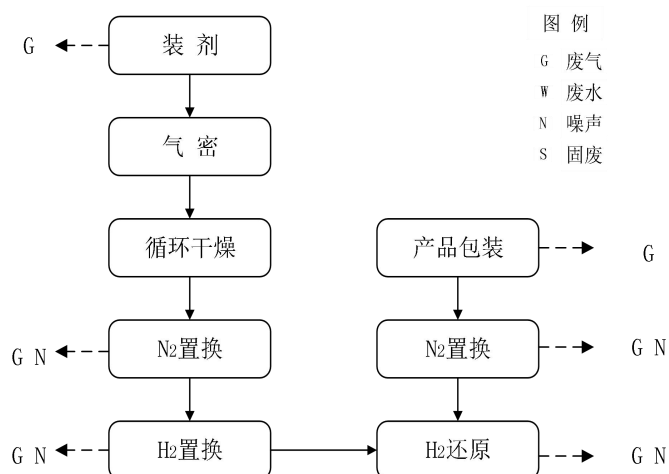 图 例
G 废气
W 废水
N 噪声
S 固废
G
装 剂
气 密
循环干燥
产品包装
G
G N
N2置换
N2置换
G N
G N
H2置换
H2还原
G N